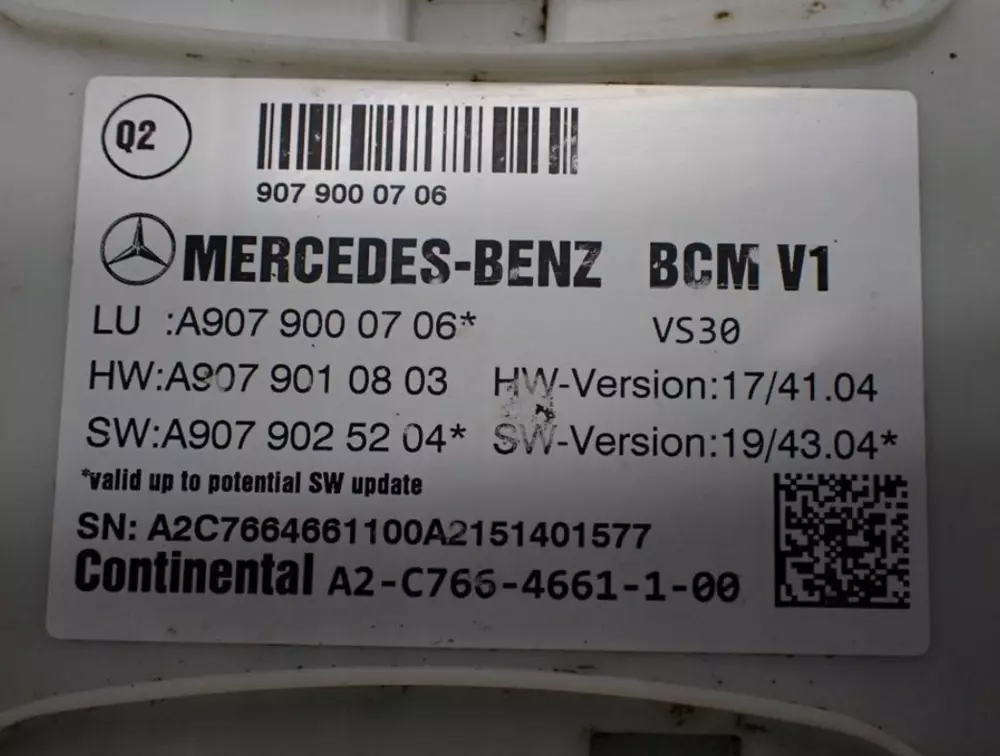 Q2
907 900 07 06
MERCEDES-BENZ BCM V1
LU :A907 900 07 06* VS30
HW:A907 901 08 03 HW-Version:17/41.04
SW:A907 902 52 04* SW-Version:19/43.04*
*valid up to potential SW update
SN: A2C7664661100A2151401577
Continental A2-C766-4661-1-00